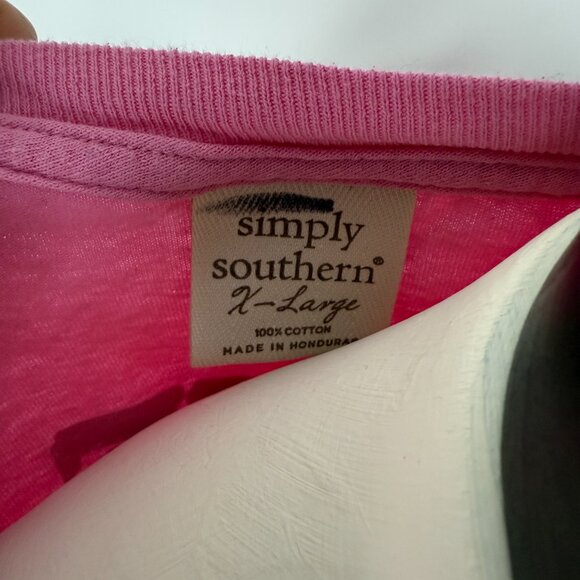 simply
southern®
X-Large
100% COTTON
MADE IN HONDURAS